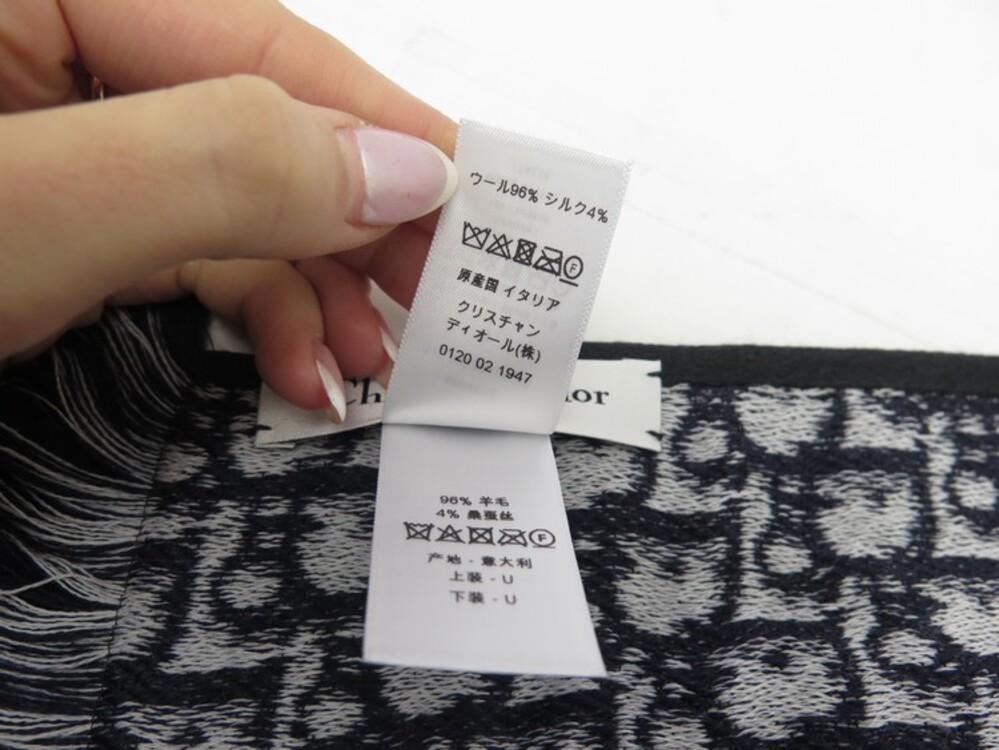 ウール96% シルク4%
F
原産国 イタリア
クリスチャン
ディオール(株)
0120 02 1947
Ch or
96% 羊毛
4% 桑蚕丝
F
产地 - 意大利
上装 - U
下装 - U